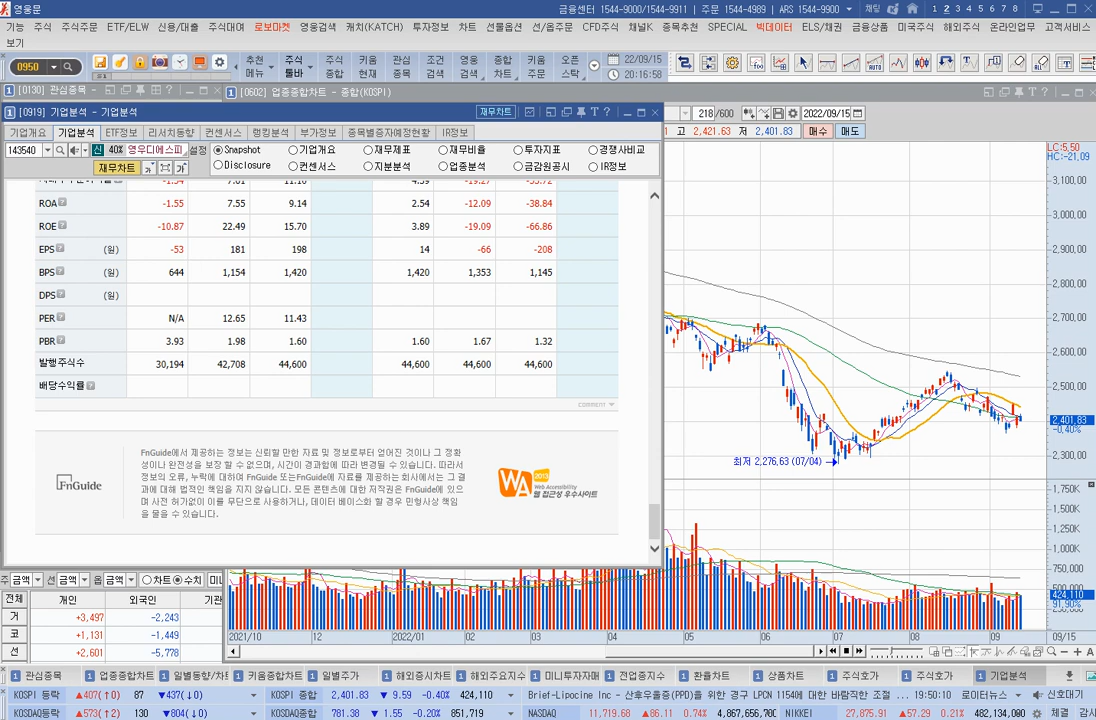 영웅문
금융센터 1544-9000/1544-9911 | 주문 1544-4989 | ARS 1544-9900 채팅 1 2 3 4 5 6 7 8
기능 주식 주식주문 ETF/ELW 신용/대출 주식대여 로보마켓 영웅검색 캐치(KATCH) 투자정보 차트 선물옵션 선/옵주문 CFD주식 채널K 종목추천 SPECIAL 빅데이터 ELS/채권 금융상품 미국주식 해외주식 온라인업무 고객서비스
보기
0950
추천 메뉴 주식 툴바 주식 종합 키움 현재 관심 종목 조건 검색 영웅 검색 종합 차트 키움 주문 오픈 스탁
22/09/15
20:16:58
[0130] 관심종목 -
[0602] 업종종합차트 - 종합(KOSPI)
[0919] 기업분석 - 기업분석 재무차트
기업개요 기업분석 ETF정보 리서치동향 컨센서스 랭킹분석 부가정보 종목별증자예정현황 IR정보
143540 신 40% 영우디에스피 설정 Snapshot 기업개요 재무제표 재무비율 투자지표 경쟁사비교
재무차트 Disclosure 컨센서스 지분분석 업종분석 금감원공시 IR정보
218/600 2022/09/15
고 2,421.63 저 2,401.83 매수 매도
LC:5,50
HC:-21,09
ROA -1.55 7.55 9.14 2.54 -12.09 -38.84
ROE -10.87 22.49 15.70 3.89 -19.09 -66.86
EPS (원) -53 181 198 14 -66 -208
BPS (원) 644 1,154 1,420 1,420 1,353 1,145
DPS (원)
PER N/A 12.65 11.43
PBR 3.93 1.98 1.60 1.60 1.67 1.32
발행주식수 30,194 42,708 44,600 44,600 44,600 44,600
배당수익률
COMMENT
FnGuide에서 제공하는 정보는 신뢰할 만한 자료 및 정보로부터 얻어진 것이나 그 정확
성이나 완전성을 보장 할 수 없으며, 시간이 경과함에 따라 변경될 수 있습니다. 따라서
정보의 오류, 누락에 대하여 FnGuide 또는 FnGuide에 자료를 제공하는 회사에서는 그 결
과에 대해 법적인 책임을 지지 않습니다. 모든 콘텐츠에 대한 저작권은 FnGuide에 있으
며 사전 허가없이 이를 무단으로 사용하거나, 데이터 베이스화 할 경우 민형사상 책임
을 물을 수 있습니다.
FnGuide
WA Web Accessibility
웹 접근성 우수사이트
3,100,00
3,000,00
2,900,00
2,800,00
2,700,00
2,600,00
2,500,00
2,401,83
-0,40%
2,300,00
최저 2,276,63 (07/04)
1,750K
1,500K
1,250K
1,000K
750,000
500,000
424,110
91,90%
금액 선 금액 옵 금액 차트 수치
전체 개인 외국인 기관
거 +3,497 -2,243
코 +1,131 -1,449
선 +2,601 -5,778
2021/10 12 2022/01 02 03 04 05 06 07 08 09 09/15
관심종목 업종종합차트 일별동향/차트 키움종합차트 일별주가 해외증시차트 해외주요지수 미니투자자 전업종지수 환율차트 상품차트 주식호가 주식호가 기업분석
KOSPI 등락 ▲407(↑0) 87 ▼437(↓0) KOSPI 종합 2,401.83 ▼ 9.59 -0.40% 424,110 Brief-Lipocine Inc - 산후우울증(PPD)을 위한 경구 LPCN 1154에 대한 바람직한 조절 ... 19:50:10 로이터뉴스 신호대기
KOSDAQ등락 ▲573(↑2) 130 ▼804(↓0) KOSDAQ종합 781.38 ▼ 1.55 -0.20% 851,719 NASDAQ 11,719.68 ▲86.11 0.74% 4,867,656,700 NIKKEI 27,875.91 ▲57.29 0.21% 482,134,000 체결